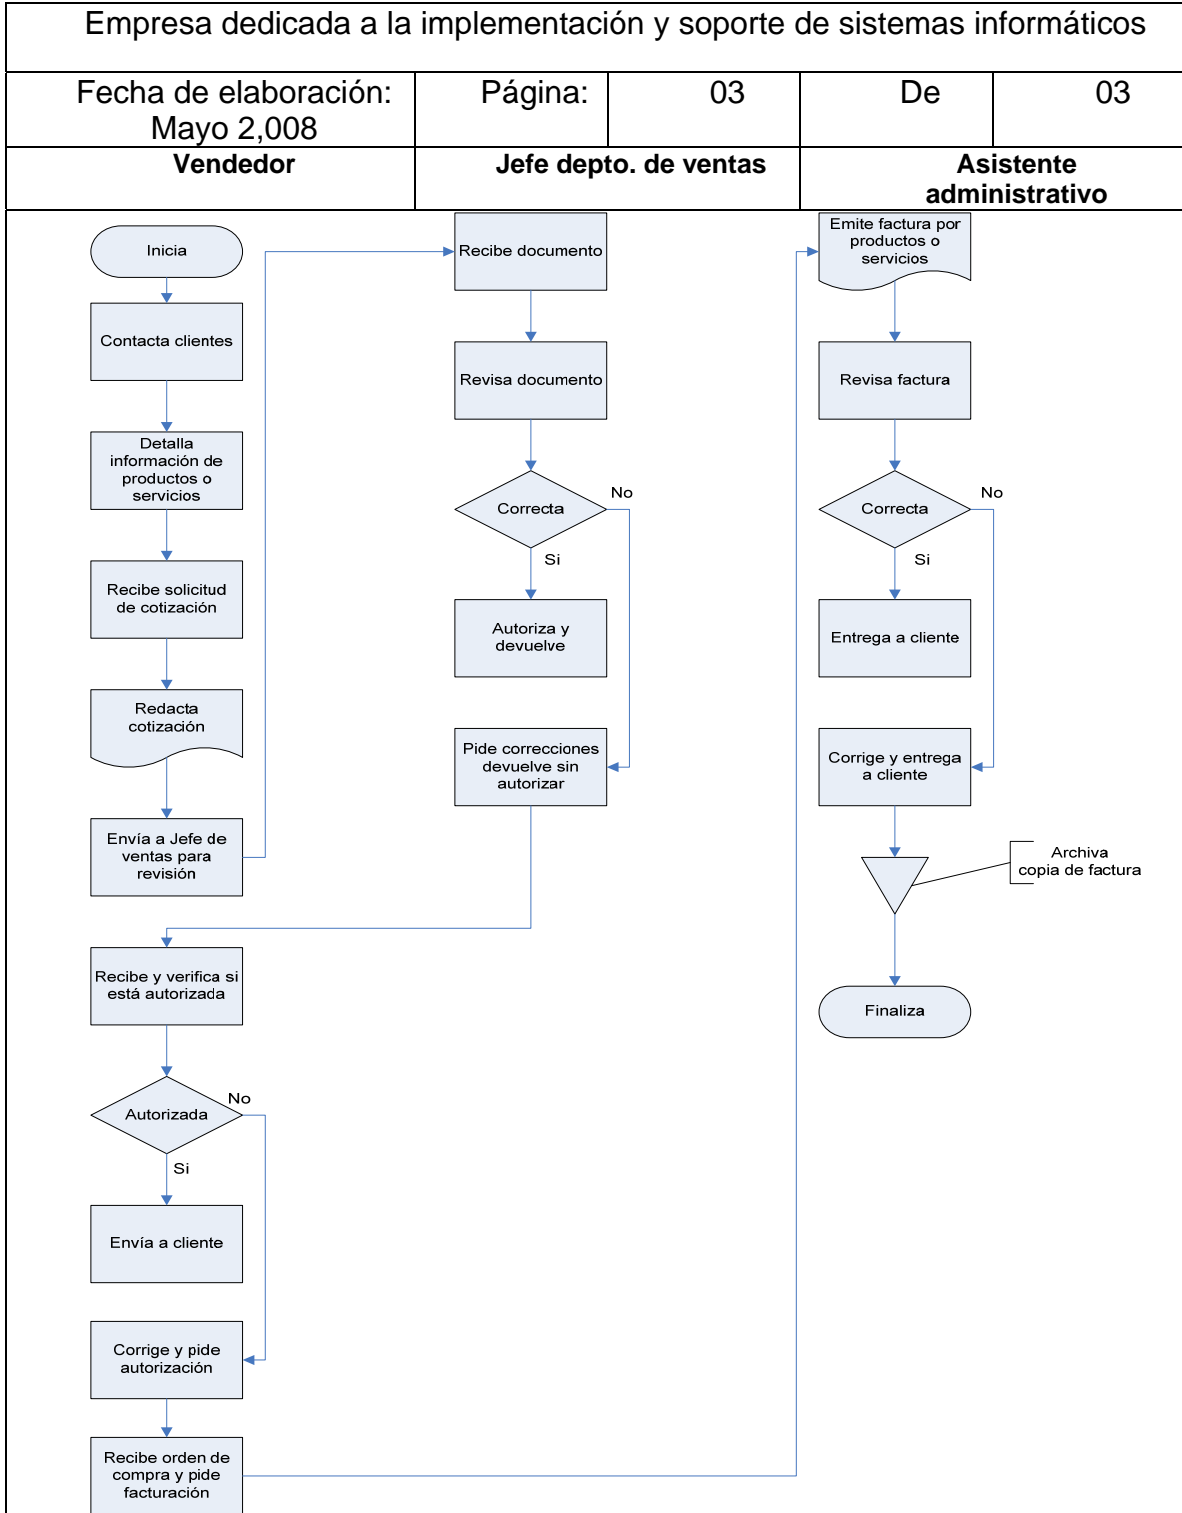 Empresa dedicada a la implementación y soporte de sistemas informáticos
Fecha de elaboración:
Mayo 2,008
Página:
03
De
03
Vendedor
Jefe depto. de ventas
Asistente
administrativo
Inicia
Contacta clientes
Detalla
información de
productos o
servicios
Recibe solicitud
de cotización
Redacta
cotización
Envía a Jefe de
ventas para
revisión
Recibe y verifica si
está autorizada
Autorizada
No
Si
Envía a cliente
Corrige y pide
autorización
Recibe orden de
compra y pide
facturación
Recibe documento
Revisa documento
Correcta
No
Si
Autoriza y
devuelve
Pide correcciones
devuelve sin
autorizar
Emite factura por
productos o
servicios
Revisa factura
Correcta
No
Si
Entrega a cliente
Corrige y entrega
a cliente
Archiva
copia de factura
Finaliza